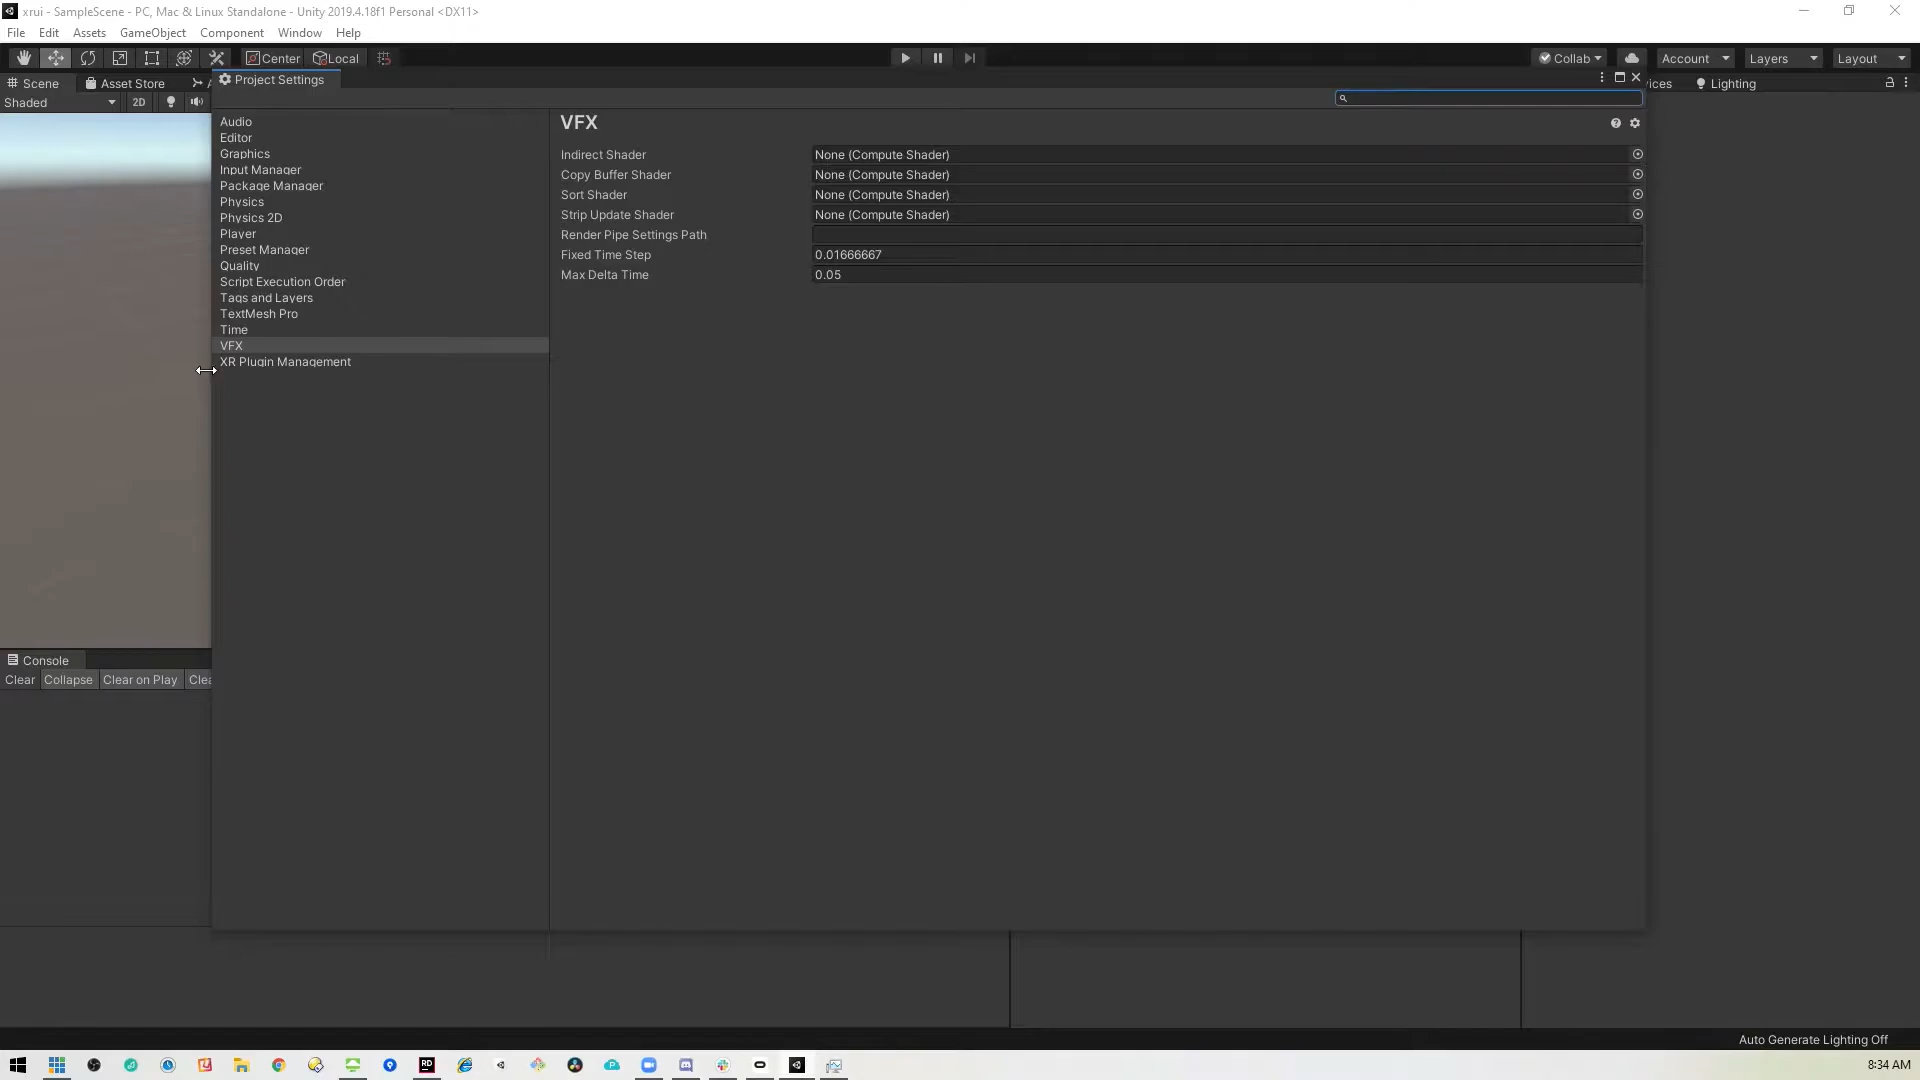 xrui - SampleScene - PC, Mac & Linux Standalone - Unity 2019.4.18f1 Personal <DX11>
File Edit Assets GameObject Component Window Help
Center Local Collab Account Layers Layout
Scene Asset Store Project Settings Lighting
Shaded 2D
Audio
Editor
Graphics
Input Manager
Package Manager
Physics
Physics 2D
Player
Preset Manager
Quality
Script Execution Order
Tags and Layers
TextMesh Pro
Time
VFX
XR Plugin Management
VFX
Indirect Shader None (Compute Shader)
Copy Buffer Shader None (Compute Shader)
Sort Shader None (Compute Shader)
Strip Update Shader None (Compute Shader)
Render Pipe Settings Path
Fixed Time Step 0.01666667
Max Delta Time 0.05
Console
Clear Collapse Clear on Play
Auto Generate Lighting Off
RD
8:34 AM